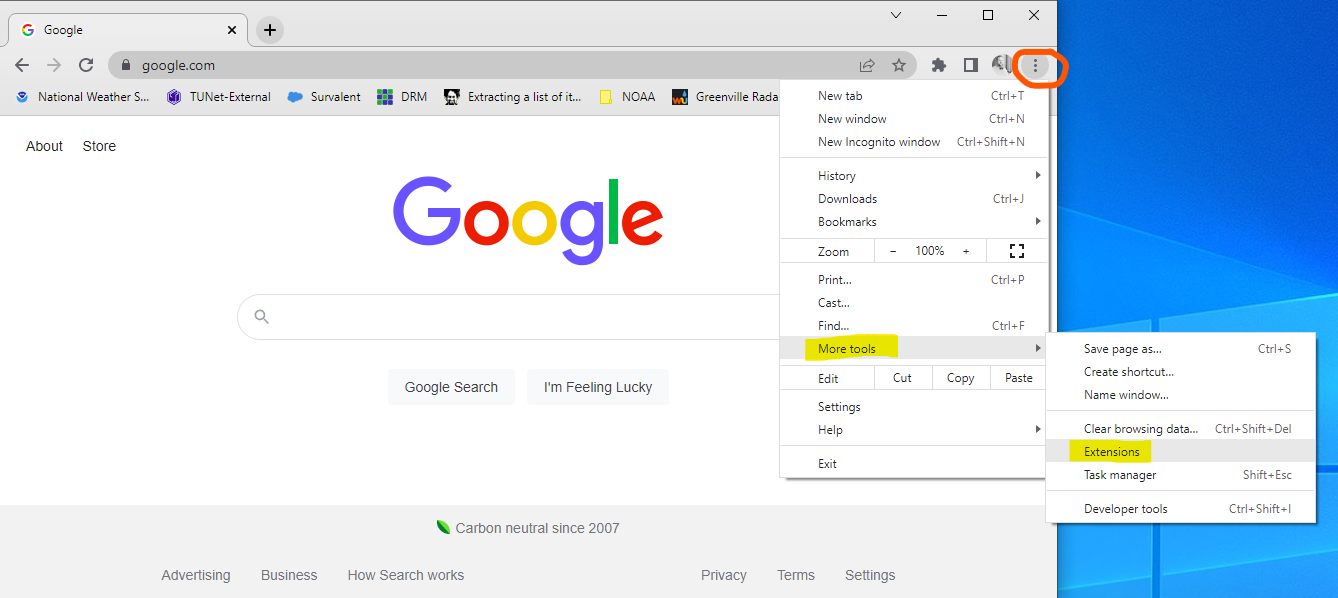 Google
google.com
National Weather S...
TUNet-External
Survalent
DRM
Extracting a list of it...
NOAA
Greenville Rada
About
Store
Google
Google Search
I'm Feeling Lucky
Carbon neutral since 2007
Advertising
Business
How Search works
Privacy
Terms
Settings
New tab Ctrl+T
New window Ctrl+N
New Incognito window Ctrl+Shift+N
History
Downloads Ctrl+J
Bookmarks
Zoom − 100% +
Print... Ctrl+P
Cast...
Find... Ctrl+F
More tools
Edit Cut Copy Paste
Settings
Help
Exit
Save page as... Ctrl+S
Create shortcut...
Name window...
Clear browsing data... Ctrl+Shift+Del
Extensions
Task manager Shift+Esc
Developer tools Ctrl+Shift+I